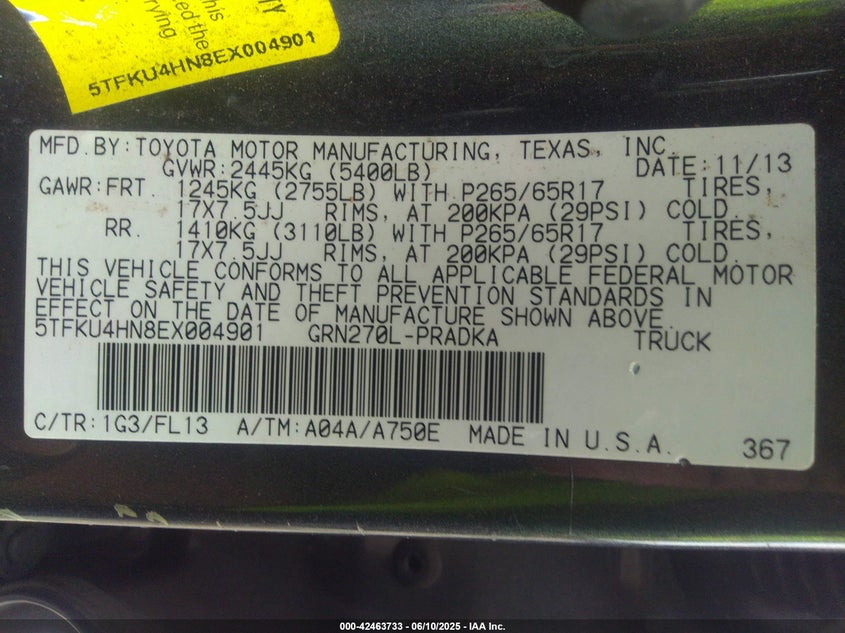 TY
this
ed the
rrying
5TFKU4HN8EX004901
MFD.BY:TOYOTA MOTOR MANUFACTURING, TEXAS, INC.
GVWR:2445KG (5400LB) DATE:11/13
GAWR:FRT. 1245KG (2755LB) WITH P265/65R17 TIRES,
17X7.5JJ RIMS, AT 200KPA (29PSI) COLD.
RR. 1410KG (3110LB) WITH P265/65R17 TIRES,
17X7.5JJ RIMS, AT 200KPA (29PSI) COLD.
THIS VEHICLE CONFORMS TO ALL APPLICABLE FEDERAL MOTOR
VEHICLE SAFETY AND THEFT PREVENTION STANDARDS IN
EFFECT ON THE DATE OF MANUFACTURE SHOWN ABOVE.
5TFKU4HN8EX004901 GRN270L-PRADKA TRUCK
C/TR:1G3/FL13 A/TM:A04A/A750E MADE IN U.S.A. 367
000-42463733 - 06/10/2025 - IAA Inc.